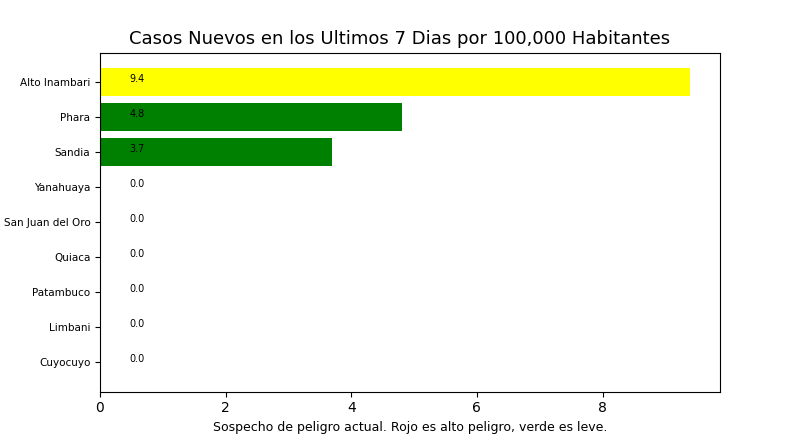 Casos Nuevos en los Ultimos 7 Dias por 100,000 Habitantes
Alto Inambari 9.4
Phara 4.8
Sandia 3.7
Yanahuaya 0.0
San Juan del Oro 0.0
Quiaca 0.0
Patambuco 0.0
Limbani 0.0
Cuyocuyo 0.0
0 2 4 6 8
Sospecho de peligro actual. Rojo es alto peligro, verde es leve.